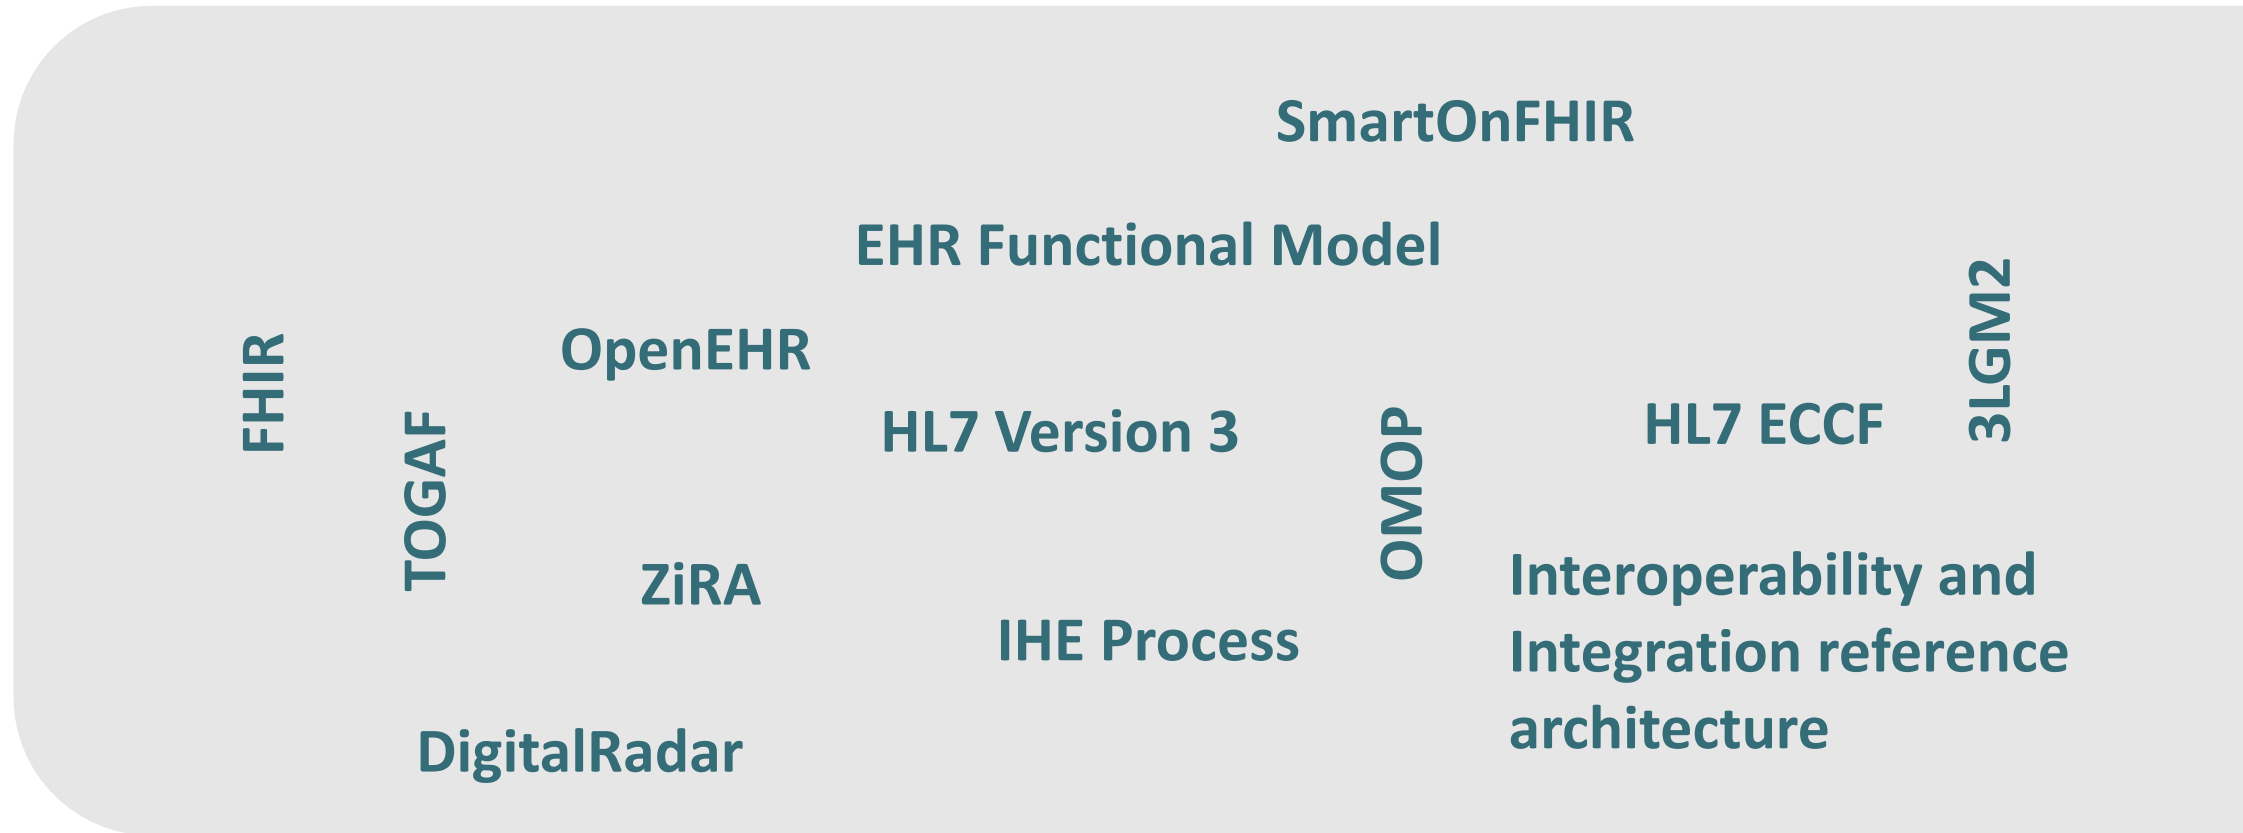 SmartOnFHIR
EHR Functional Model
3LGM2
FHIR
OpenEHR
TOGAF
HL7 Version 3
OMOP
HL7 ECCF
ZiRA
IHE Process
Interoperability and
Integration reference
architecture
DigitalRadar